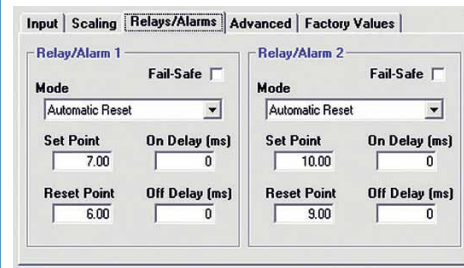 Input Scaling Relays/Alarms Advanced Factory Values
Relay/Alarm 1
Fail-Safe
Mode
Automatic Reset
Set Point On Delay (ms)
7.00 0
Reset Point Off Delay (ms)
6.00 0
Relay/Alarm 2
Fail-Safe
Mode
Automatic Reset
Set Point On Delay (ms)
10.00 0
Reset Point Off Delay (ms)
9.00 0